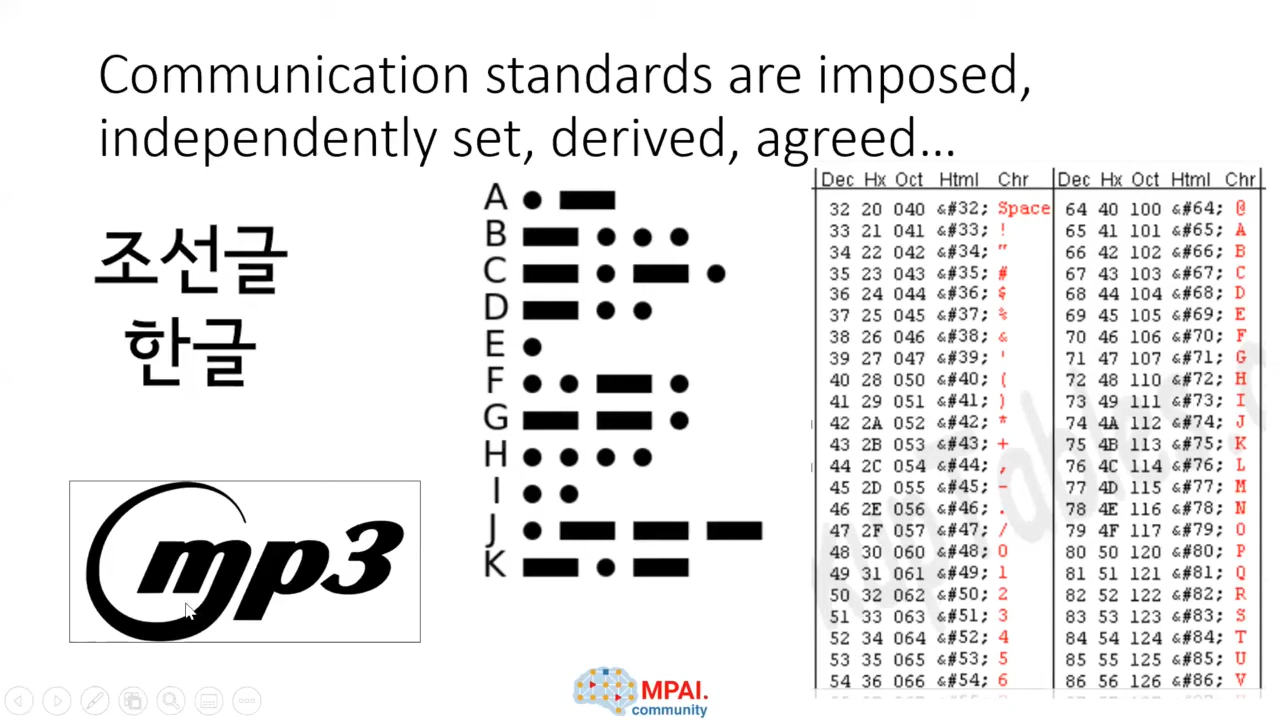 Communication standards are imposed,
independently set, derived, agreed...
조선글
한글
mp3
A
B
C
D
E
F
G
H
I
J
K
Dec Hx Oct Html Chr Dec Hx Oct Html Chr
32 20 040 &#32; Space 64 40 100 &#64; @
33 21 041 &#33; ! 65 41 101 &#65; A
34 22 042 &#34; " 66 42 102 &#66; B
35 23 043 &#35; # 67 43 103 &#67; C
36 24 044 &#36; $ 68 44 104 &#68; D
37 25 045 &#37; % 69 45 105 &#69; E
38 26 046 &#38; & 70 46 106 &#70; F
39 27 047 &#39; ' 71 47 107 &#71; G
40 28 050 &#40; ( 72 48 110 &#72; H
41 29 051 &#41; ) 73 49 111 &#73; I
42 2A 052 &#42; * 74 4A 112 &#74; J
43 2B 053 &#43; + 75 4B 113 &#75; K
44 2C 054 &#44; , 76 4C 114 &#76; L
45 2D 055 &#45; - 77 4D 115 &#77; M
46 2E 056 &#46; . 78 4E 116 &#78; N
47 2F 057 &#47; / 79 4F 117 &#79; O
48 30 060 &#48; 0 80 50 120 &#80; P
49 31 061 &#49; 1 81 51 121 &#81; Q
50 32 062 &#50; 2 82 52 122 &#82; R
51 33 063 &#51; 3 83 53 123 &#83; S
52 34 064 &#52; 4 84 54 124 &#84; T
53 35 065 &#53; 5 85 55 125 &#85; U
54 36 066 &#54; 6 86 56 126 &#86; V
MPAI.
community